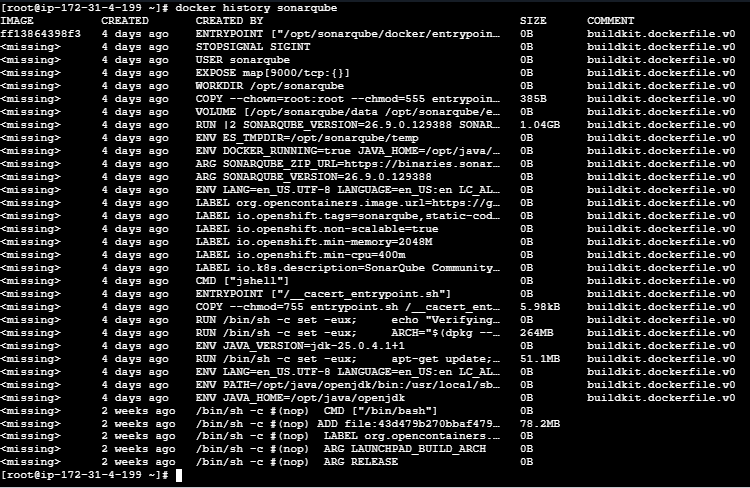 [root@ip-172-31-4-199 ~]# docker history sonarqube
IMAGE CREATED CREATED BY SIZE COMMENT
ff13864398f3 4 days ago ENTRYPOINT ["/opt/sonarqube/docker/entrypoin… 0B buildkit.dockerfile.v0
<missing> 4 days ago STOPSIGNAL SIGINT 0B buildkit.dockerfile.v0
<missing> 4 days ago USER sonarqube 0B buildkit.dockerfile.v0
<missing> 4 days ago EXPOSE map[9000/tcp:{}] 0B buildkit.dockerfile.v0
<missing> 4 days ago WORKDIR /opt/sonarqube 0B buildkit.dockerfile.v0
<missing> 4 days ago COPY --chown=root:root --chmod=555 entrypoin… 385B buildkit.dockerfile.v0
<missing> 4 days ago VOLUME [/opt/sonarqube/data /opt/sonarqube/e… 0B buildkit.dockerfile.v0
<missing> 4 days ago RUN |2 SONARQUBE_VERSION=26.9.0.129388 SONAR… 1.04GB buildkit.dockerfile.v0
<missing> 4 days ago ENV ES_TMPDIR=/opt/sonarqube/temp 0B buildkit.dockerfile.v0
<missing> 4 days ago ENV DOCKER_RUNNING=true JAVA_HOME=/opt/java/… 0B buildkit.dockerfile.v0
<missing> 4 days ago ARG SONARQUBE_ZIP_URL=https://binaries.sonar… 0B buildkit.dockerfile.v0
<missing> 4 days ago ARG SONARQUBE_VERSION=26.9.0.129388 0B buildkit.dockerfile.v0
<missing> 4 days ago ENV LANG=en_US.UTF-8 LANGUAGE=en_US:en LC_AL… 0B buildkit.dockerfile.v0
<missing> 4 days ago LABEL org.opencontainers.image.url=https://g… 0B buildkit.dockerfile.v0
<missing> 4 days ago LABEL io.openshift.tags=sonarqube,static-cod… 0B buildkit.dockerfile.v0
<missing> 4 days ago LABEL io.openshift.non-scalable=true 0B buildkit.dockerfile.v0
<missing> 4 days ago LABEL io.openshift.min-memory=2048M 0B buildkit.dockerfile.v0
<missing> 4 days ago LABEL io.openshift.min-cpu=400m 0B buildkit.dockerfile.v0
<missing> 4 days ago LABEL io.k8s.description=SonarQube Community… 0B buildkit.dockerfile.v0
<missing> 4 days ago CMD ["jshell"] 0B buildkit.dockerfile.v0
<missing> 4 days ago ENTRYPOINT ["/__cacert_entrypoint.sh"] 0B buildkit.dockerfile.v0
<missing> 4 days ago COPY --chmod=755 entrypoint.sh /__cacert_ent… 5.98kB buildkit.dockerfile.v0
<missing> 4 days ago RUN /bin/sh -c set -eux; echo "Verifying… 0B buildkit.dockerfile.v0
<missing> 4 days ago RUN /bin/sh -c set -eux; ARCH="$(dpkg --… 264MB buildkit.dockerfile.v0
<missing> 4 days ago ENV JAVA_VERSION=jdk-25.0.4.1+1 0B buildkit.dockerfile.v0
<missing> 4 days ago RUN /bin/sh -c set -eux; apt-get update;… 51.1MB buildkit.dockerfile.v0
<missing> 4 days ago ENV LANG=en_US.UTF-8 LANGUAGE=en_US:en LC_AL… 0B buildkit.dockerfile.v0
<missing> 4 days ago ENV PATH=/opt/java/openjdk/bin:/usr/local/sb… 0B buildkit.dockerfile.v0
<missing> 4 days ago ENV JAVA_HOME=/opt/java/openjdk 0B buildkit.dockerfile.v0
<missing> 2 weeks ago /bin/sh -c #(nop) CMD ["/bin/bash"] 0B
<missing> 2 weeks ago /bin/sh -c #(nop) ADD file:43d479b270bbaf479… 78.2MB
<missing> 2 weeks ago /bin/sh -c #(nop) LABEL org.opencontainers.… 0B
<missing> 2 weeks ago /bin/sh -c #(nop) ARG LAUNCHPAD_BUILD_ARCH 0B
<missing> 2 weeks ago /bin/sh -c #(nop) ARG RELEASE 0B
[root@ip-172-31-4-199 ~]#